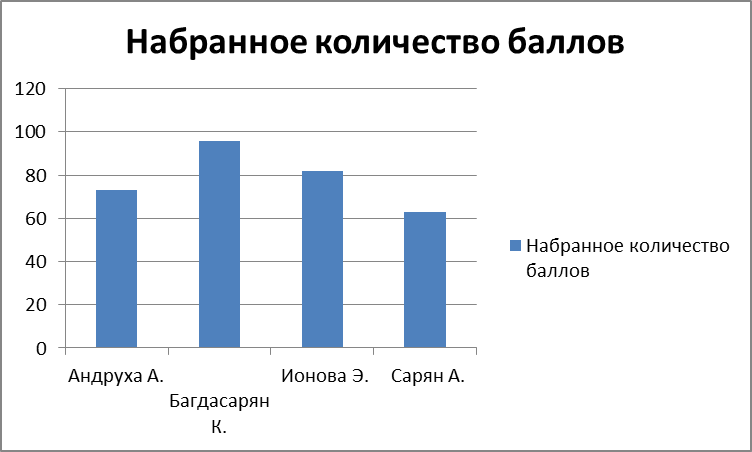 Набранное количество баллов
120
100
80
60
40
20
0
Андруха А.
Багдасарян
К.
Ионова Э.
Сарян А.
Набранное количество
баллов